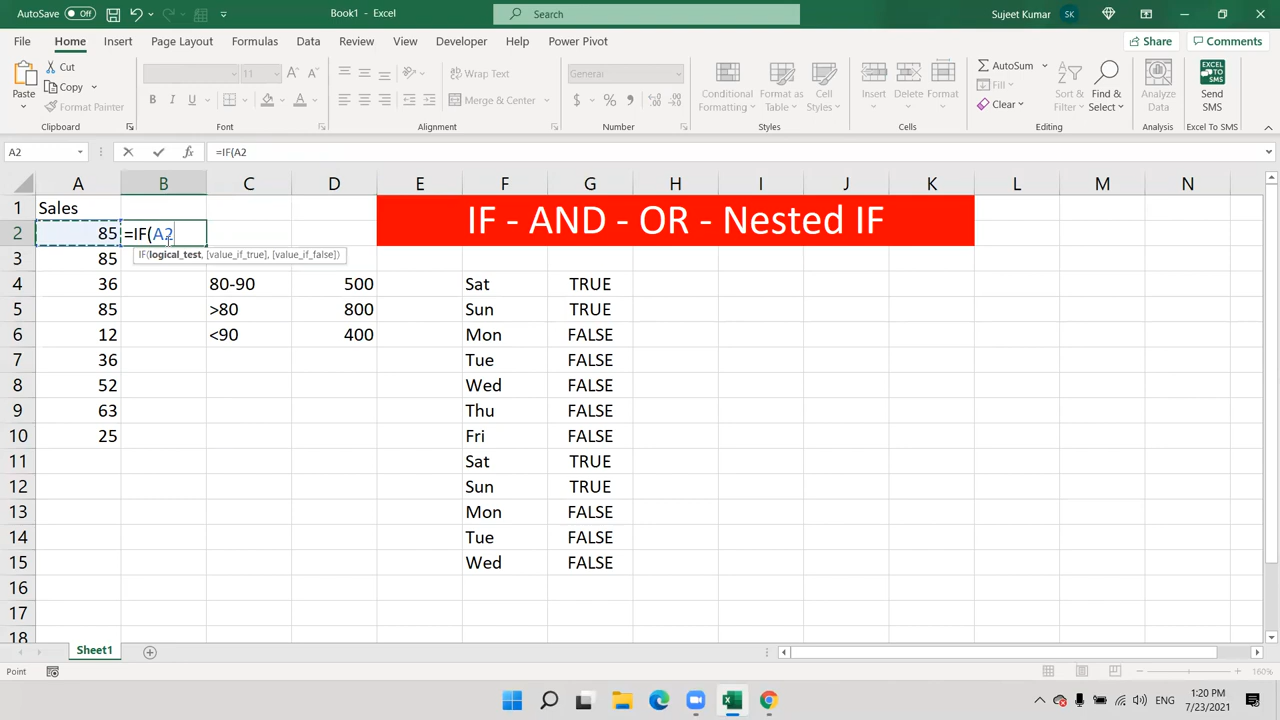 AutoSave Off Book1 - Excel Search Sujeet Kumar SK
File Home Insert Page Layout Formulas Data Review View Developer Help Power Pivot Share Comments
Paste Cut Copy Format Painter
Clipboard
11 B I U A A A
Font
Wrap Text Merge & Center
Alignment
General $ % 9
Number
Conditional Formatting Format as Table Cell Styles
Styles
Insert Delete Format
Cells
AutoSum Fill Clear Sort & Filter Find & Select
Editing
Analyze Data
Analysis
EXCEL TO SMS Send SMS
Excel To SMS
A2 fx =IF(A2
A B C D E F G H I J K L M N
1 Sales IF - AND - OR - Nested IF
2 85 =IF(A2
IF(logical_test, [value_if_true], [value_if_false])
3 85
4 36 80-90 500 Sat TRUE
5 85 >80 800 Sun TRUE
6 12 <90 400 Mon FALSE
7 36 Tue FALSE
8 52 Wed FALSE
9 63 Thu FALSE
10 25 Fri FALSE
11 Sat TRUE
12 Sun TRUE
13 Mon FALSE
14 Tue FALSE
15 Wed FALSE
16
17
18
Sheet1
Point 160%
ENG 1:20 PM
7/23/2021